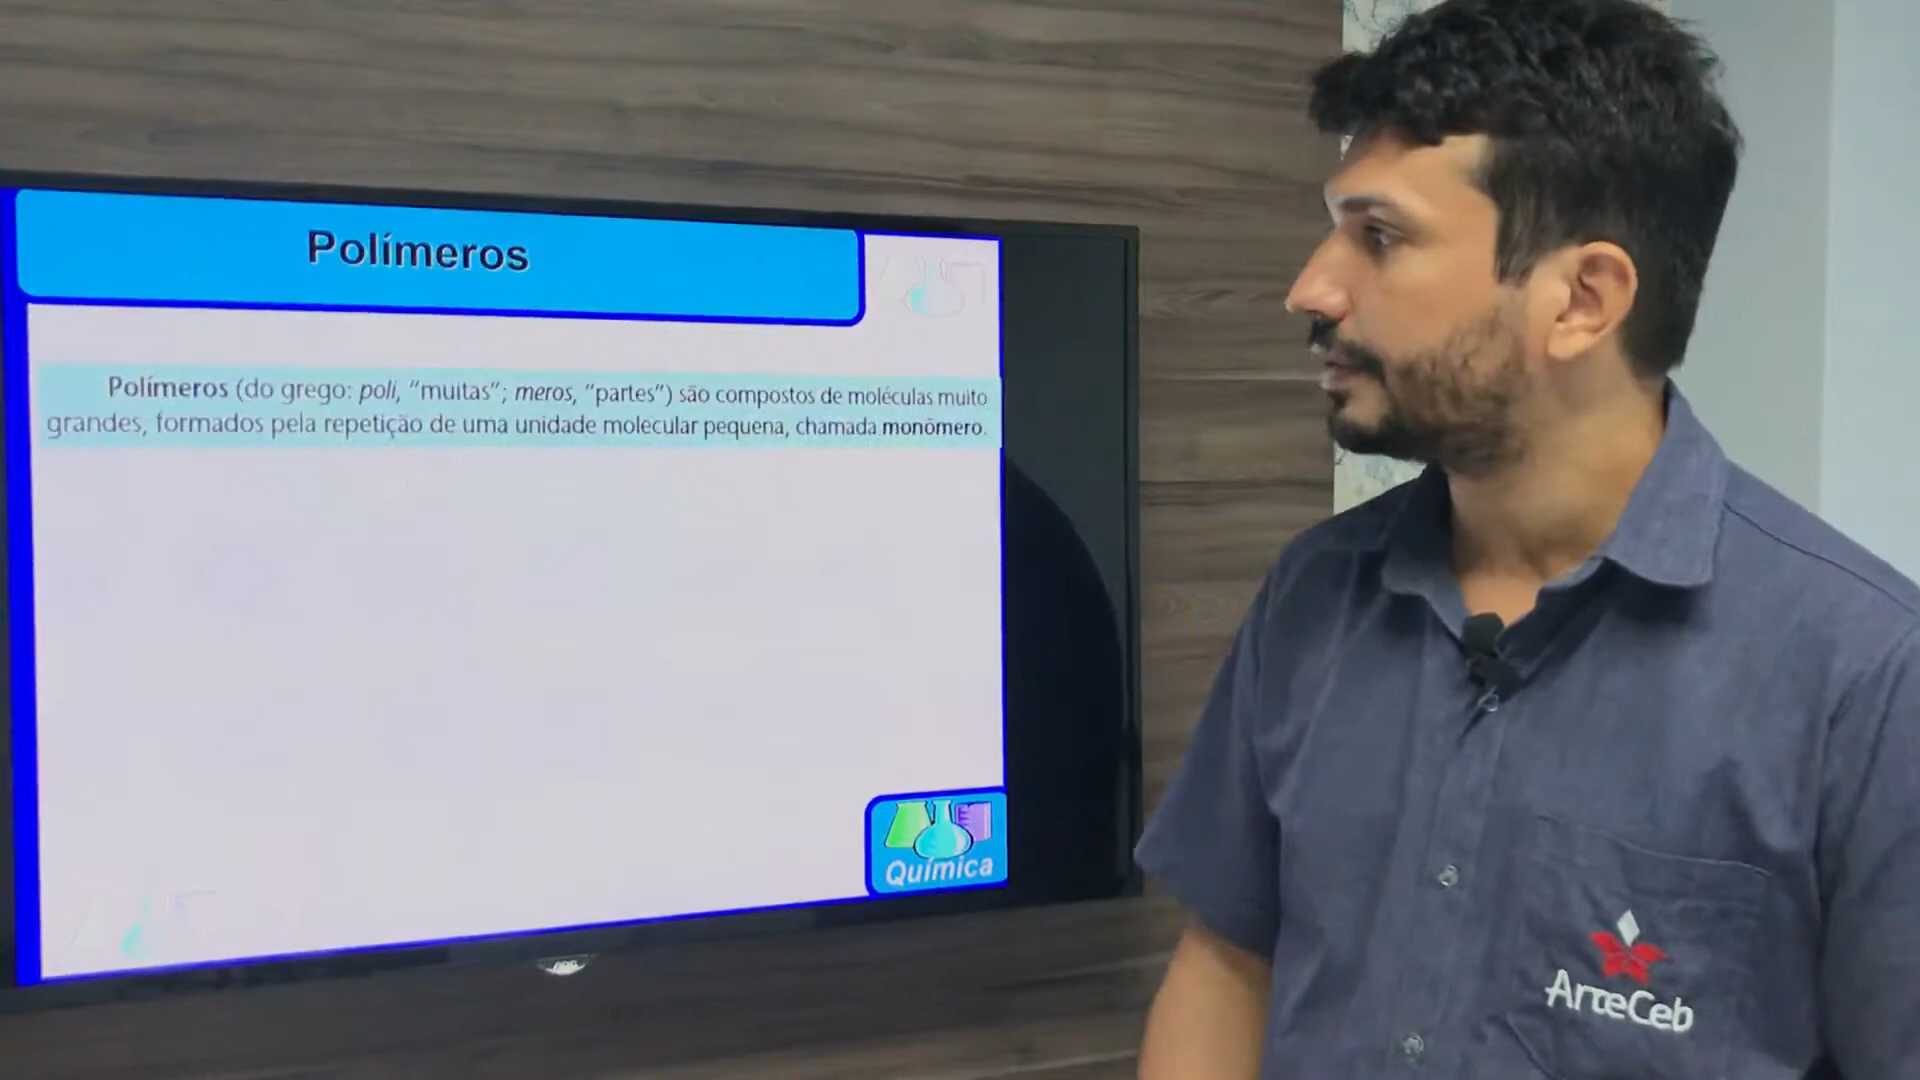 Polímeros
Polímeros (do grego: poli, “muitas”; meros, “partes”) são compostos de moléculas muito
grandes, formados pela repetição de uma unidade molecular pequena, chamada monômero.
Química
ArteCeb